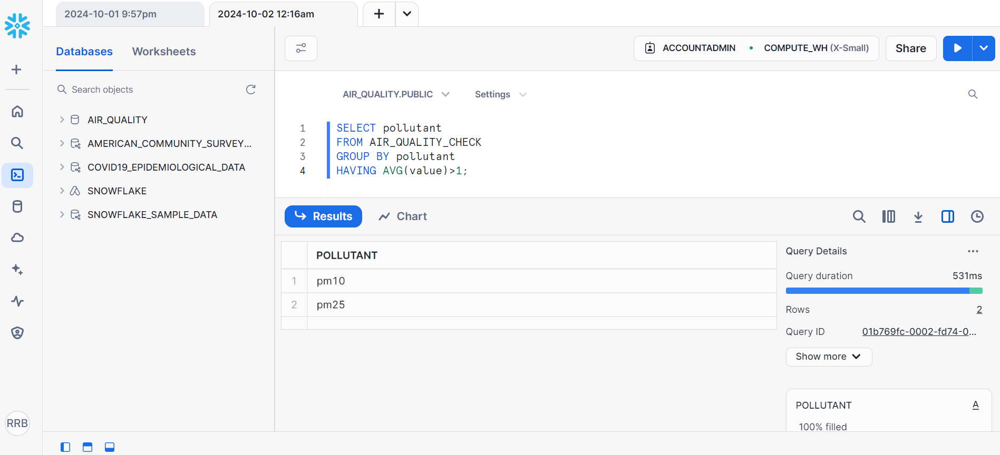 2024-10-01 9:57pm
2024-10-02 12:16am
Databases
Worksheets
ACCOUNTADMIN
COMPUTE_WH (X-Small)
Share
Search objects
AIR_QUALITY
AMERICAN_COMMUNITY_SURVEY...
COVID19_EPIDEMIOLOGICAL_DATA
SNOWFLAKE
SNOWFLAKE_SAMPLE_DATA
RRB
AIR_QUALITY.PUBLIC
Settings
1 SELECT pollutant
2 FROM AIR_QUALITY_CHECK
3 GROUP BY pollutant
4 HAVING AVG(value)>1;
Results
Chart
POLLUTANT
1 pm10
2 pm25
Query Details
Query duration 531ms
Rows 2
Query ID 01b769fc-0002-fd74-0...
Show more
POLLUTANT A
100% filled